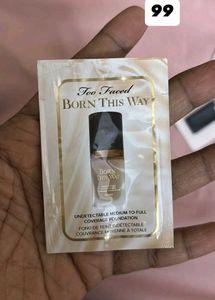 99
Too Faced
BORN THIS WAY
BORN
THIS WAY
UNDETECTABLE MEDIUM-TO-FULL
COVERAGE FOUNDATION
FOND DE TEINT INDÉTECTABLE
COUVRANCE MOYENNE À TOTALE